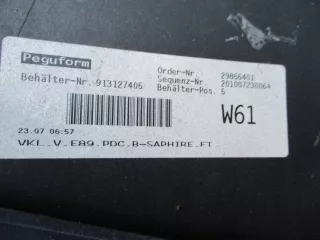 Peguform
Behälter-Nr. 913127405
Order-Nr. 29866401
Sequenz-Nr. 201007230064
Behälter-Pos. 5
W61
23.07 06:57
VKL.V.E89.PDC.B-SAPHIRE.FT